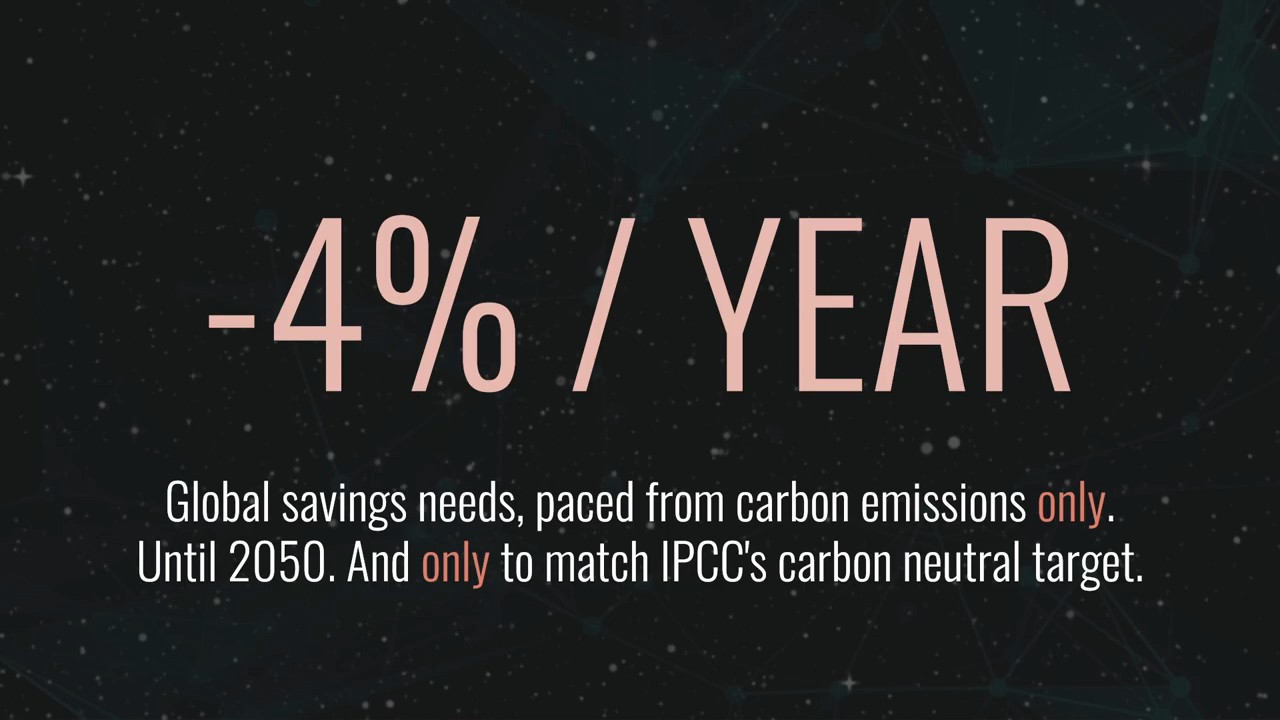 -4% / YEAR
Global savings needs, paced from carbon emissions only.
Until 2050. And only to match IPCC's carbon neutral target.